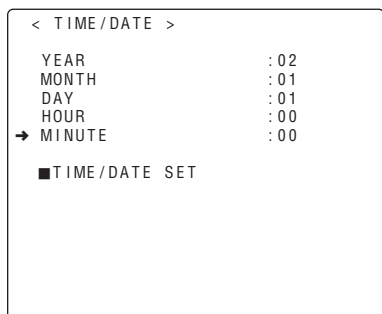 < TIME/DATE >
YEAR :02
MONTH :01
DAY :01
HOUR :00
➔ MINUTE :00
■TIME/DATE SET